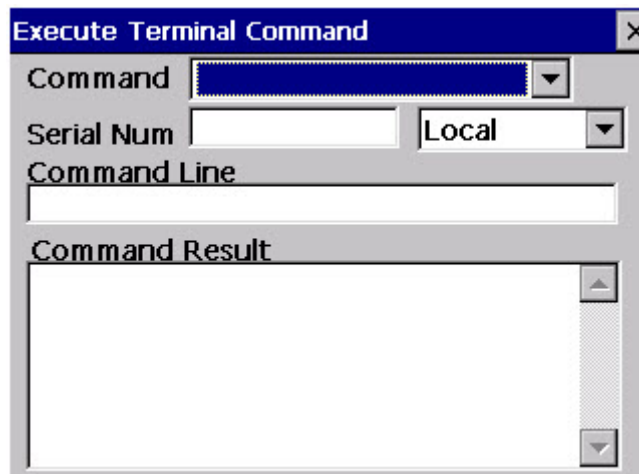 Execute Terminal Command
Command
Serial Num Local
Command Line
Command Result